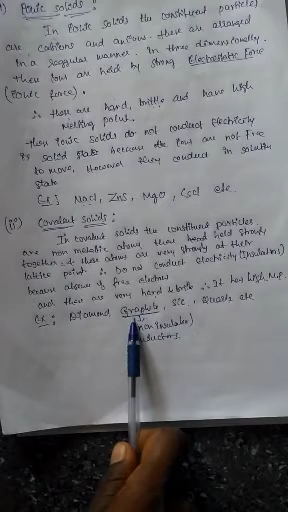 Ionic solids :
In Ionic solids the constituent particles
are cations and anions. these are arranged
in a reggular manner. In three dimensionally.
These ions are held by strong Electrostatic Force
(Ionic force).
∴ these are hard, brittle and have high
melting point.
These Ionic solids do not conduct electricity
solid state because the ions are not free
to move, However they conduct in solution
state
Ex: Nacl, ZnS, MgO, Cscl etc.
(ii) Covalent Solids :
In covalent solids the constituent particles
are non metallic atoms, these held strongly
together these atoms are very strongly at their
lattice point ∴ Do not conduct electricity (Insulators)
because absence of free electrons
and these are very hard brittle ∴ It has high M.P.
Ex: Diamond, Graphite, SiC, Quartz etc
(non Insulator)